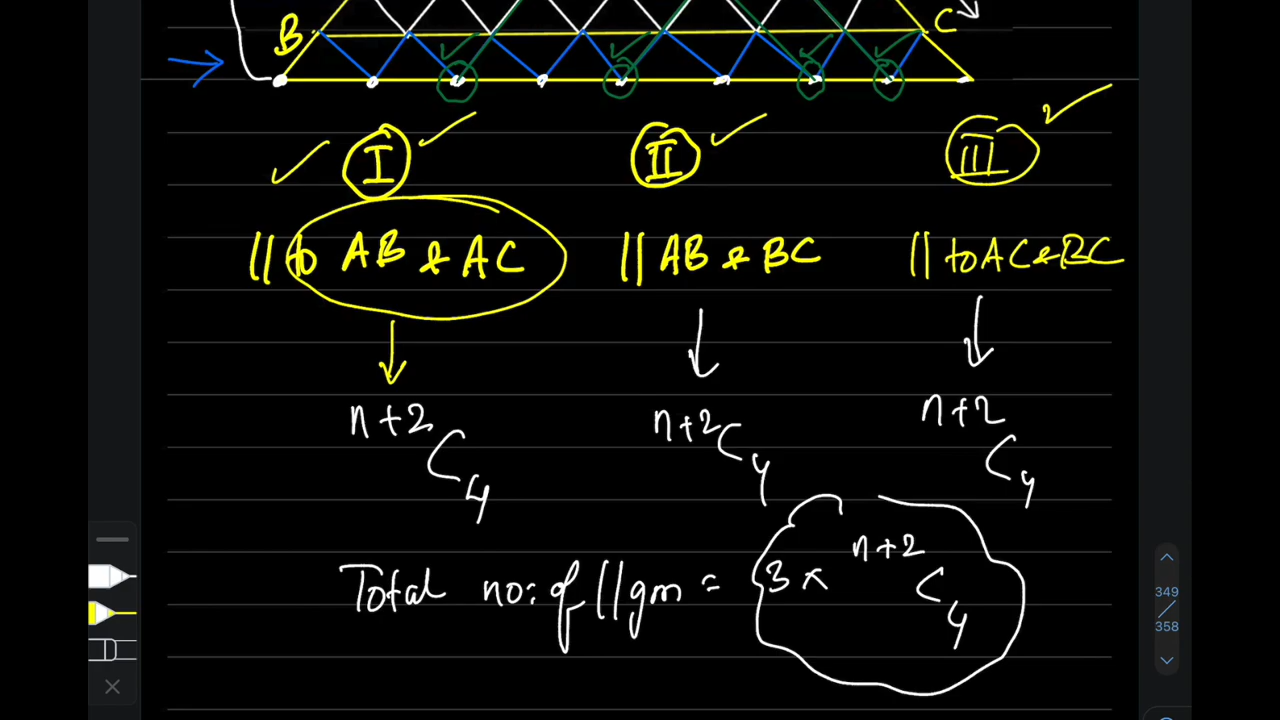 B C
I II III
|| to AB & AC || AB & BC || to AC & BC
n+2 C 4 n+2 C 4 n+2 C 4
Total no: of ||gm = 3 x n+2 C 4
349
358